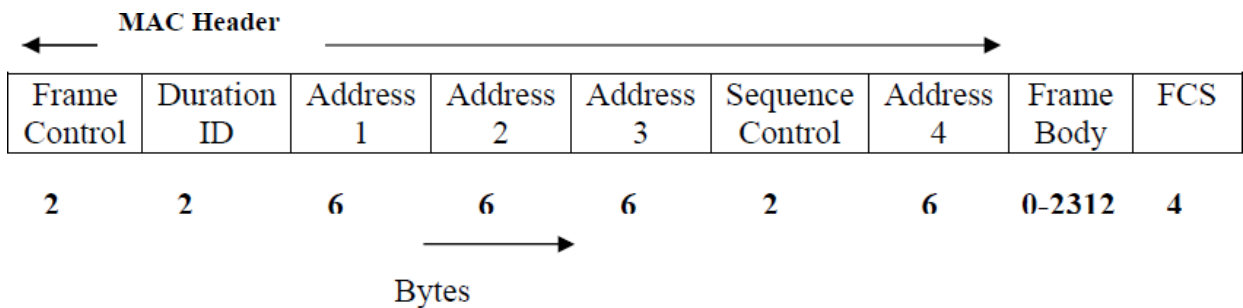 MAC Header
Frame Control
Duration ID
Address 1
Address 2
Address 3
Sequence Control
Address 4
Frame Body
FCS
2 2 6 6 6 2 6 0-2312 4
Bytes